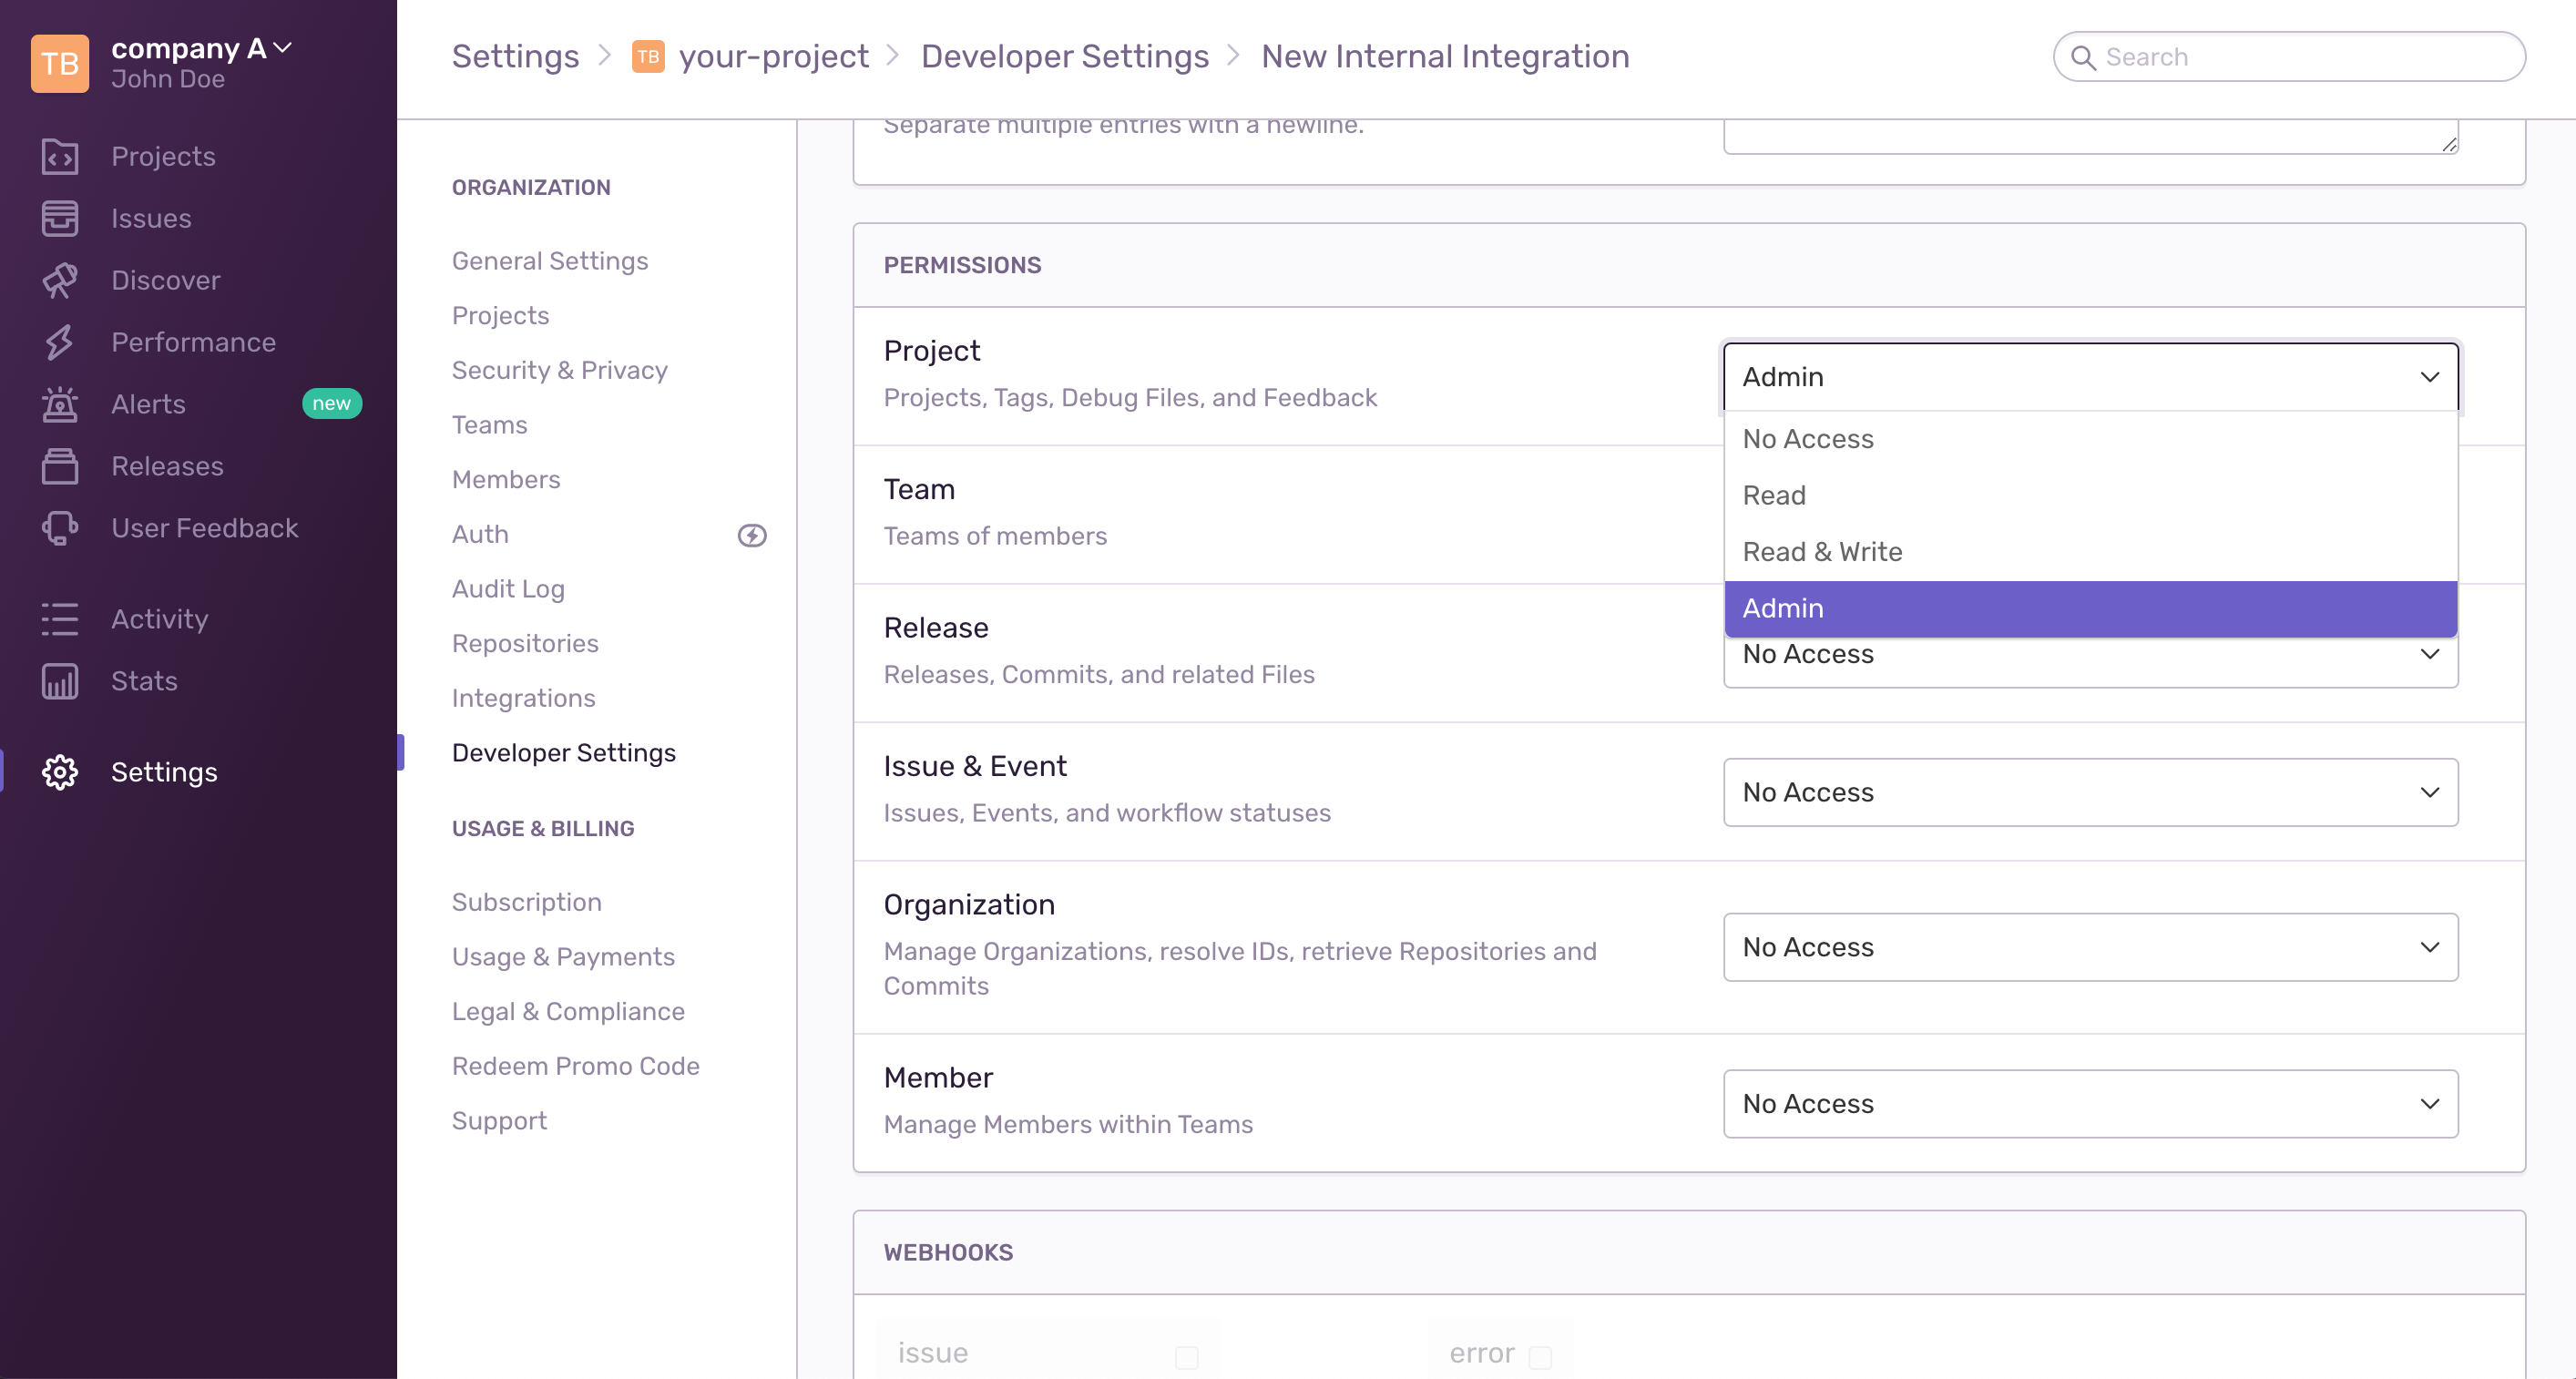 TB
company A
John Doe
Projects
Issues
Discover
Performance
Alerts
new
Releases
User Feedback
Activity
Stats
Settings
Settings
TB
your-project
Developer Settings
New Internal Integration
Search
ORGANIZATION
General Settings
Projects
Security & Privacy
Teams
Members
Auth
Audit Log
Repositories
Integrations
Developer Settings
USAGE & BILLING
Subscription
Usage & Payments
Legal & Compliance
Redeem Promo Code
Support
Separate multiple entries with a newline.
PERMISSIONS
Project
Projects, Tags, Debug Files, and Feedback
Admin
No Access
Read
Read & Write
Admin
Team
Teams of members
Release
Releases, Commits, and related Files
No Access
Issue & Event
Issues, Events, and workflow statuses
No Access
Organization
Manage Organizations, resolve IDs, retrieve Repositories and
Commits
No Access
Member
Manage Members within Teams
No Access
WEBHOOKS
issue
error